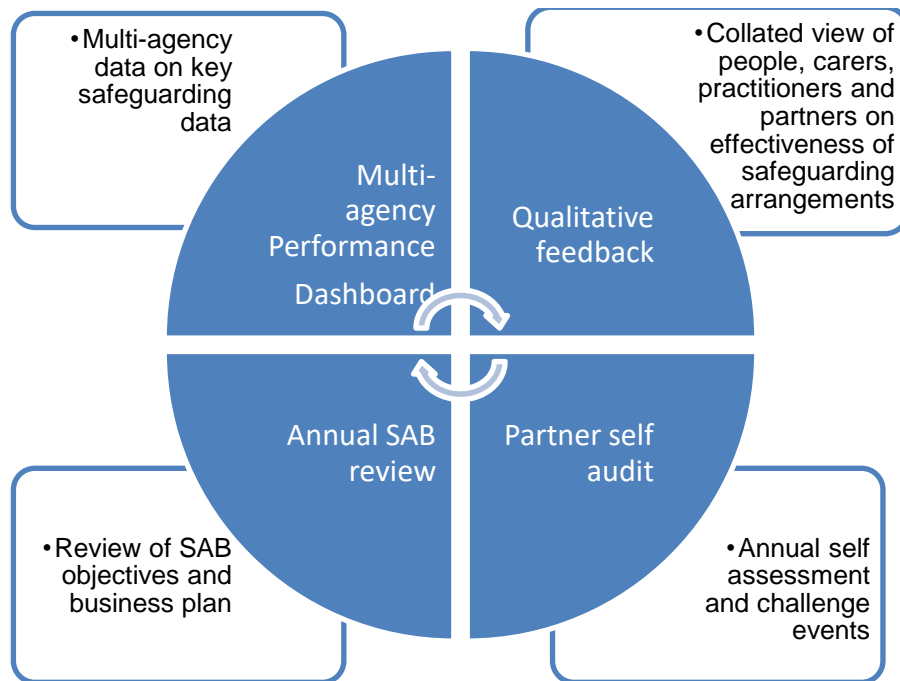 •Multi-agency
data on key
safeguarding
data
•Collated view of
people, carers,
practitioners and
partners on
effectiveness of
safeguarding
arrangements
Multi-
agency
Performance
Dashboard
Qualitative
feedback
Annual SAB
review
Partner self
audit
•Review of SAB
objectives and
business plan
•Annual self
assessment
and challenge
events